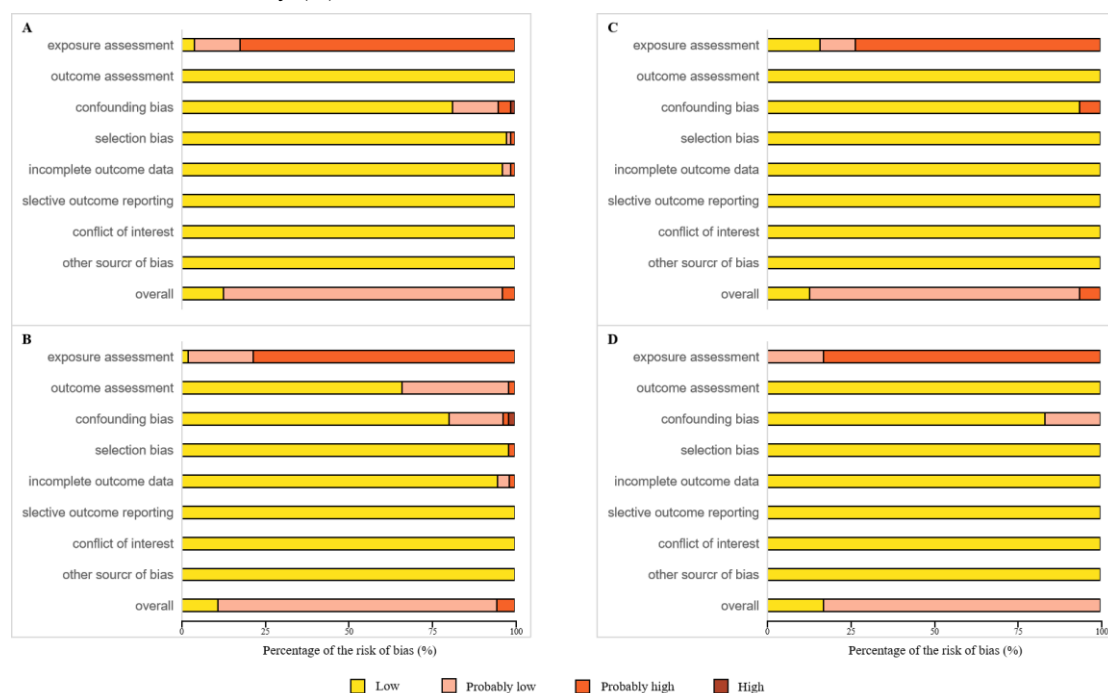 A
exposure assessment
outcome assessment
confounding bias
selection bias
incomplete outcome data
slective outcome reporting
conflict of interest
other sourcr of bias
overall
B
exposure assessment
outcome assessment
confounding bias
selection bias
incomplete outcome data
slective outcome reporting
conflict of interest
other sourcr of bias
overall
0 25 50 75 100
Percentage of the risk of bias (%)
C
exposure assessment
outcome assessment
confounding bias
selection bias
incomplete outcome data
slective outcome reporting
conflict of interest
other sourcr of bias
overall
D
exposure assessment
outcome assessment
confounding bias
selection bias
incomplete outcome data
slective outcome reporting
conflict of interest
other sourcr of bias
overall
0 25 50 75 100
Percentage of the risk of bias (%)
Low Probably low Probably high High